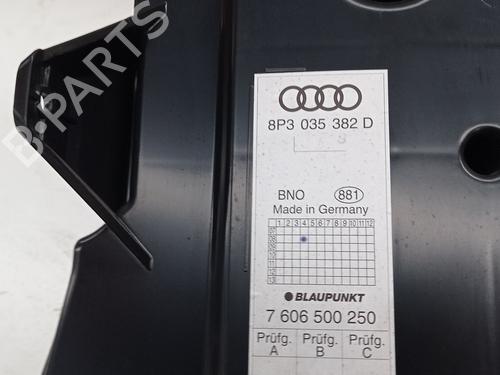 B-PARTS
8P3 035 382 D
BNO 881
Made in Germany
1 2 3 4 5 6 7 8 9 10 11 12
BLAUPUNKT
7 606 500 250
Prüfg. Prüfg. Prüfg.
A B C